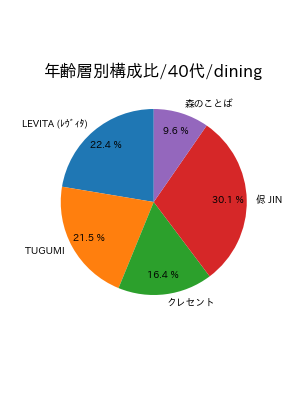 年齢層別構成比/40代/dining
森のことば
LEVITA (ﾚｳﾞｨﾀ)
9.6 %
22.4 %
30.1 %
侭 JIN
21.5 %
TUGUMI
16.4 %
クレセント